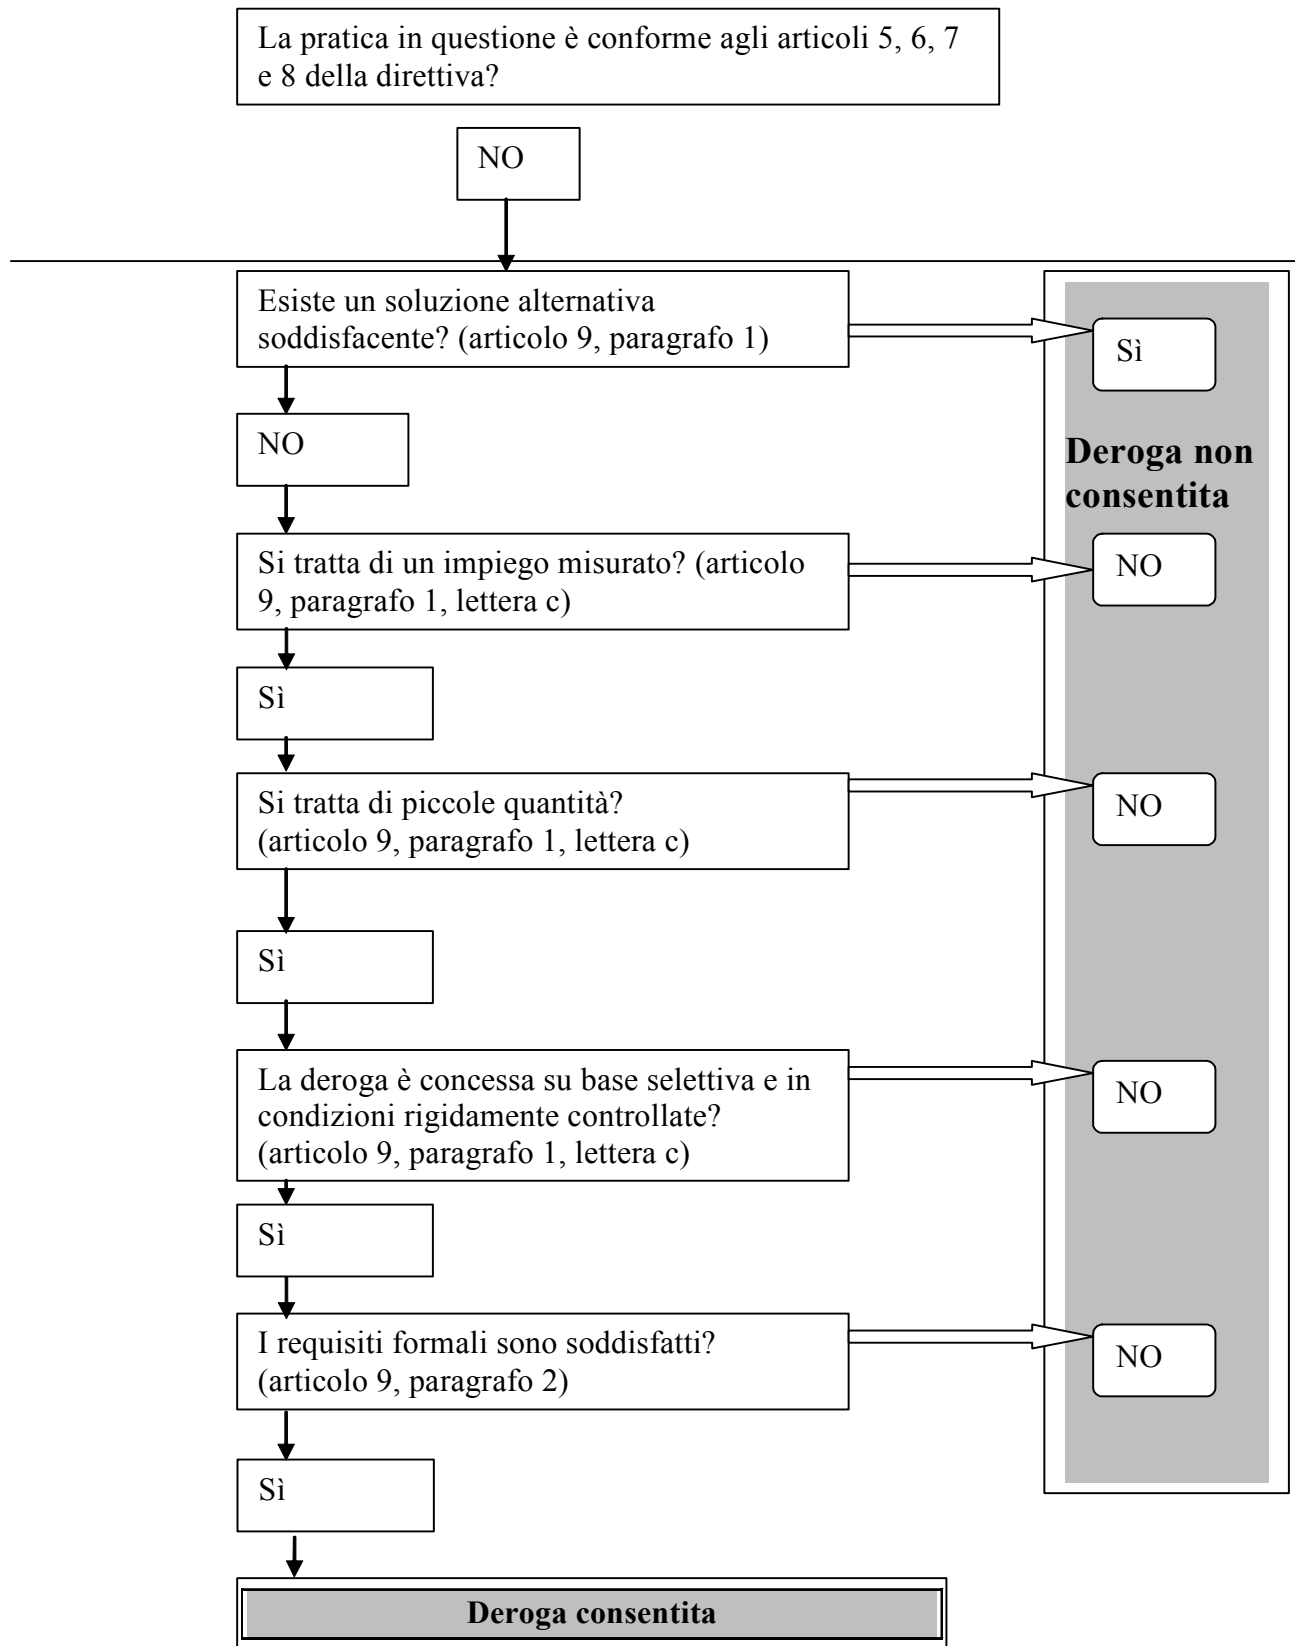 La pratica in questione è conforme agli articoli 5, 6, 7
e 8 della direttiva?
NO
Esiste un soluzione alternativa
soddisfacente? (articolo 9, paragrafo 1)
Sì
NO
Deroga non
consentita
Si tratta di un impiego misurato? (articolo
9, paragrafo 1, lettera c)
NO
Sì
Si tratta di piccole quantità?
(articolo 9, paragrafo 1, lettera c)
NO
Sì
La deroga è concessa su base selettiva e in
condizioni rigidamente controllate?
(articolo 9, paragrafo 1, lettera c)
NO
Sì
I requisiti formali sono soddisfatti?
(articolo 9, paragrafo 2)
NO
Sì
Deroga consentita